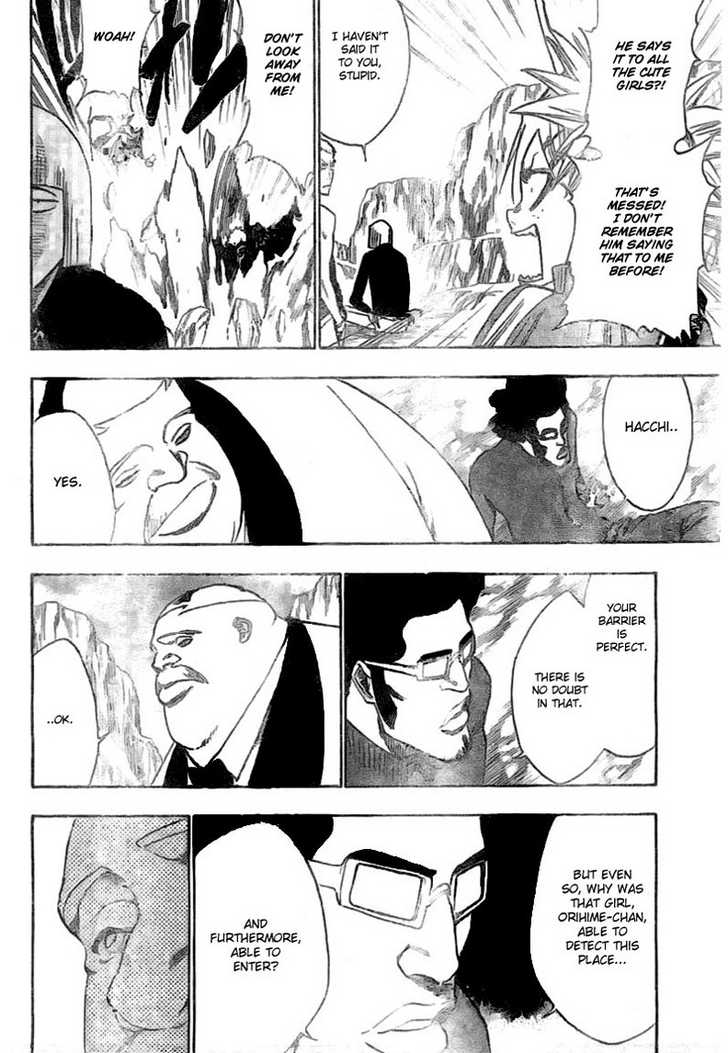 HE SAYS
IT TO ALL
THE CUTE
GIRLS?!
THAT'S
MESSED!
I DON'T
REMEMBER
HIM SAYING
THAT TO ME
BEFORE!
I HAVEN'T
SAID IT
TO YOU,
STUPID.
DON'T
LOOK
AWAY
FROM
ME!
WOAH!
HACCHI..
YES.
YOUR
BARRIER
IS
PERFECT.
THERE IS
NO DOUBT
IN THAT.
..OK.
BUT EVEN
SO, WHY WAS
THAT GIRL,
ORIHIME-CHAN,
ABLE TO
DETECT THIS
PLACE...
AND
FURTHERMORE,
ABLE TO
ENTER?